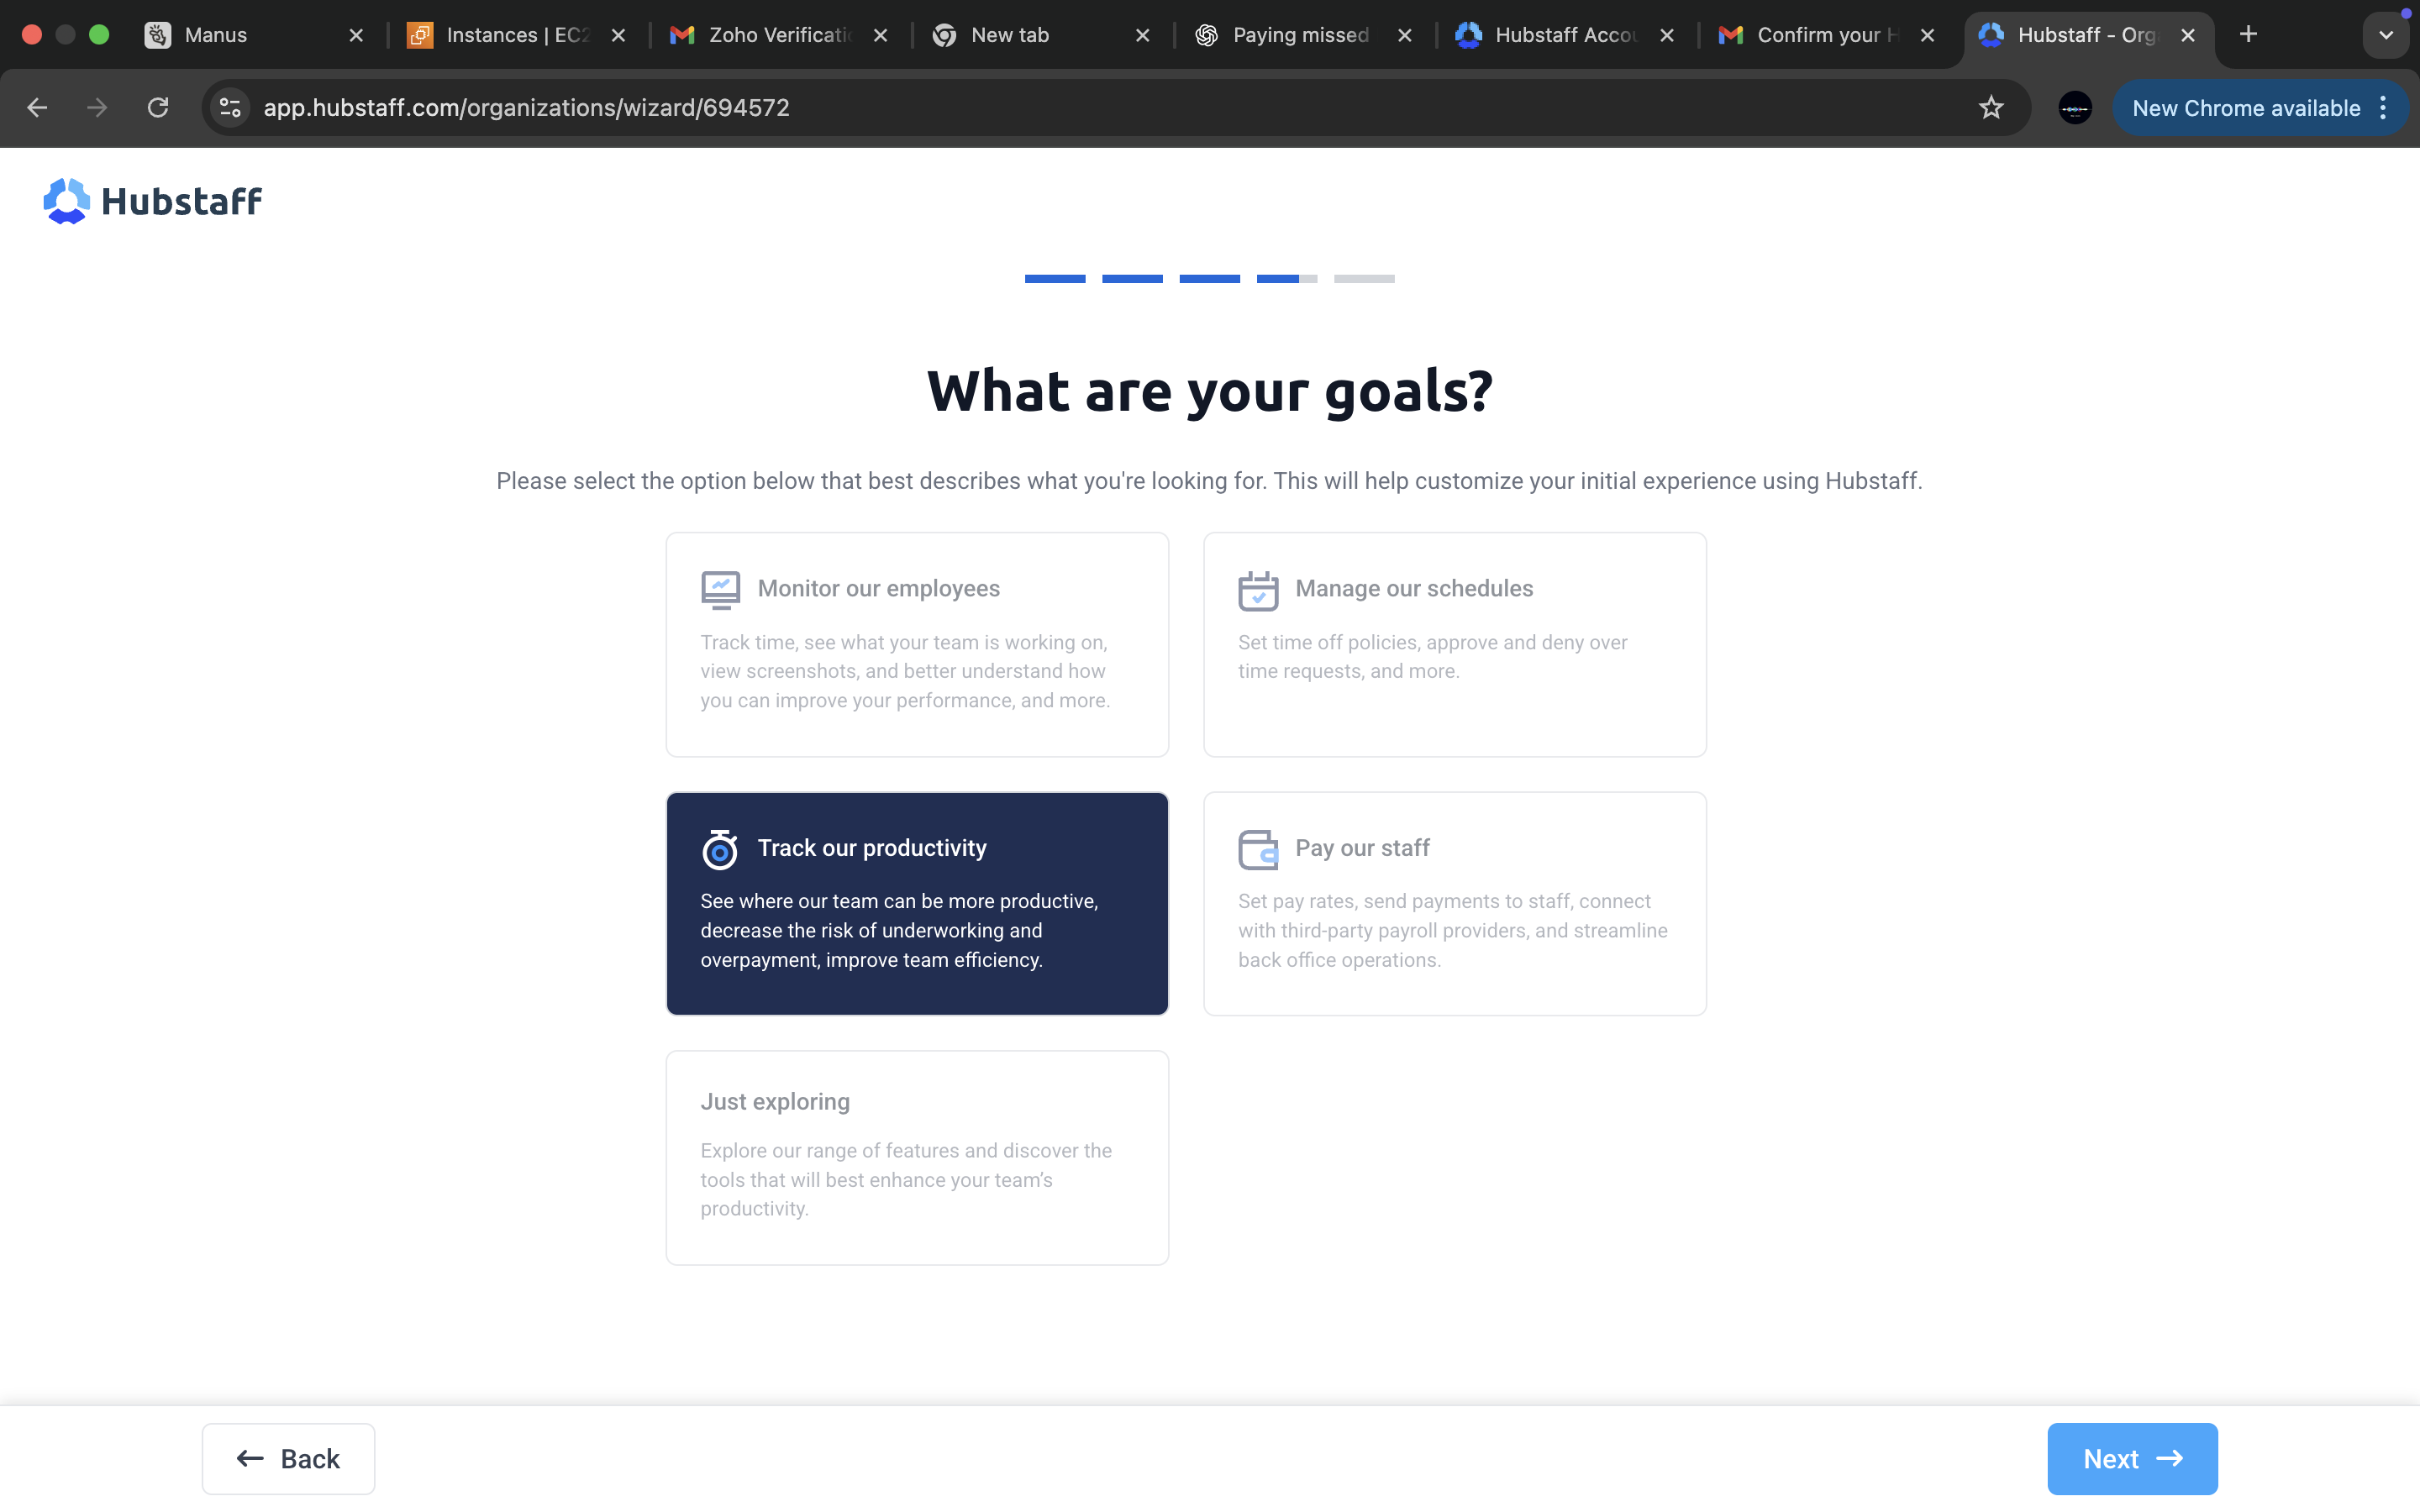 Manus
Instances | EC2
Zoho Verificati
New tab
Paying missed
Hubstaff Accou
Confirm your H
Hubstaff - Org
app.hubstaff.com/organizations/wizard/694572
New Chrome available
Hubstaff
What are your goals?
Please select the option below that best describes what you're looking for. This will help customize your initial experience using Hubstaff.
Monitor our employees
Track time, see what your team is working on,
view screenshots, and better understand how
you can improve your performance, and more.
Manage our schedules
Set time off policies, approve and deny over
time requests, and more.
Track our productivity
See where our team can be more productive,
decrease the risk of underworking and
overpayment, improve team efficiency.
Pay our staff
Set pay rates, send payments to staff, connect
with third-party payroll providers, and streamline
back office operations.
Just exploring
Explore our range of features and discover the
tools that will best enhance your team’s
productivity.
Back
Next